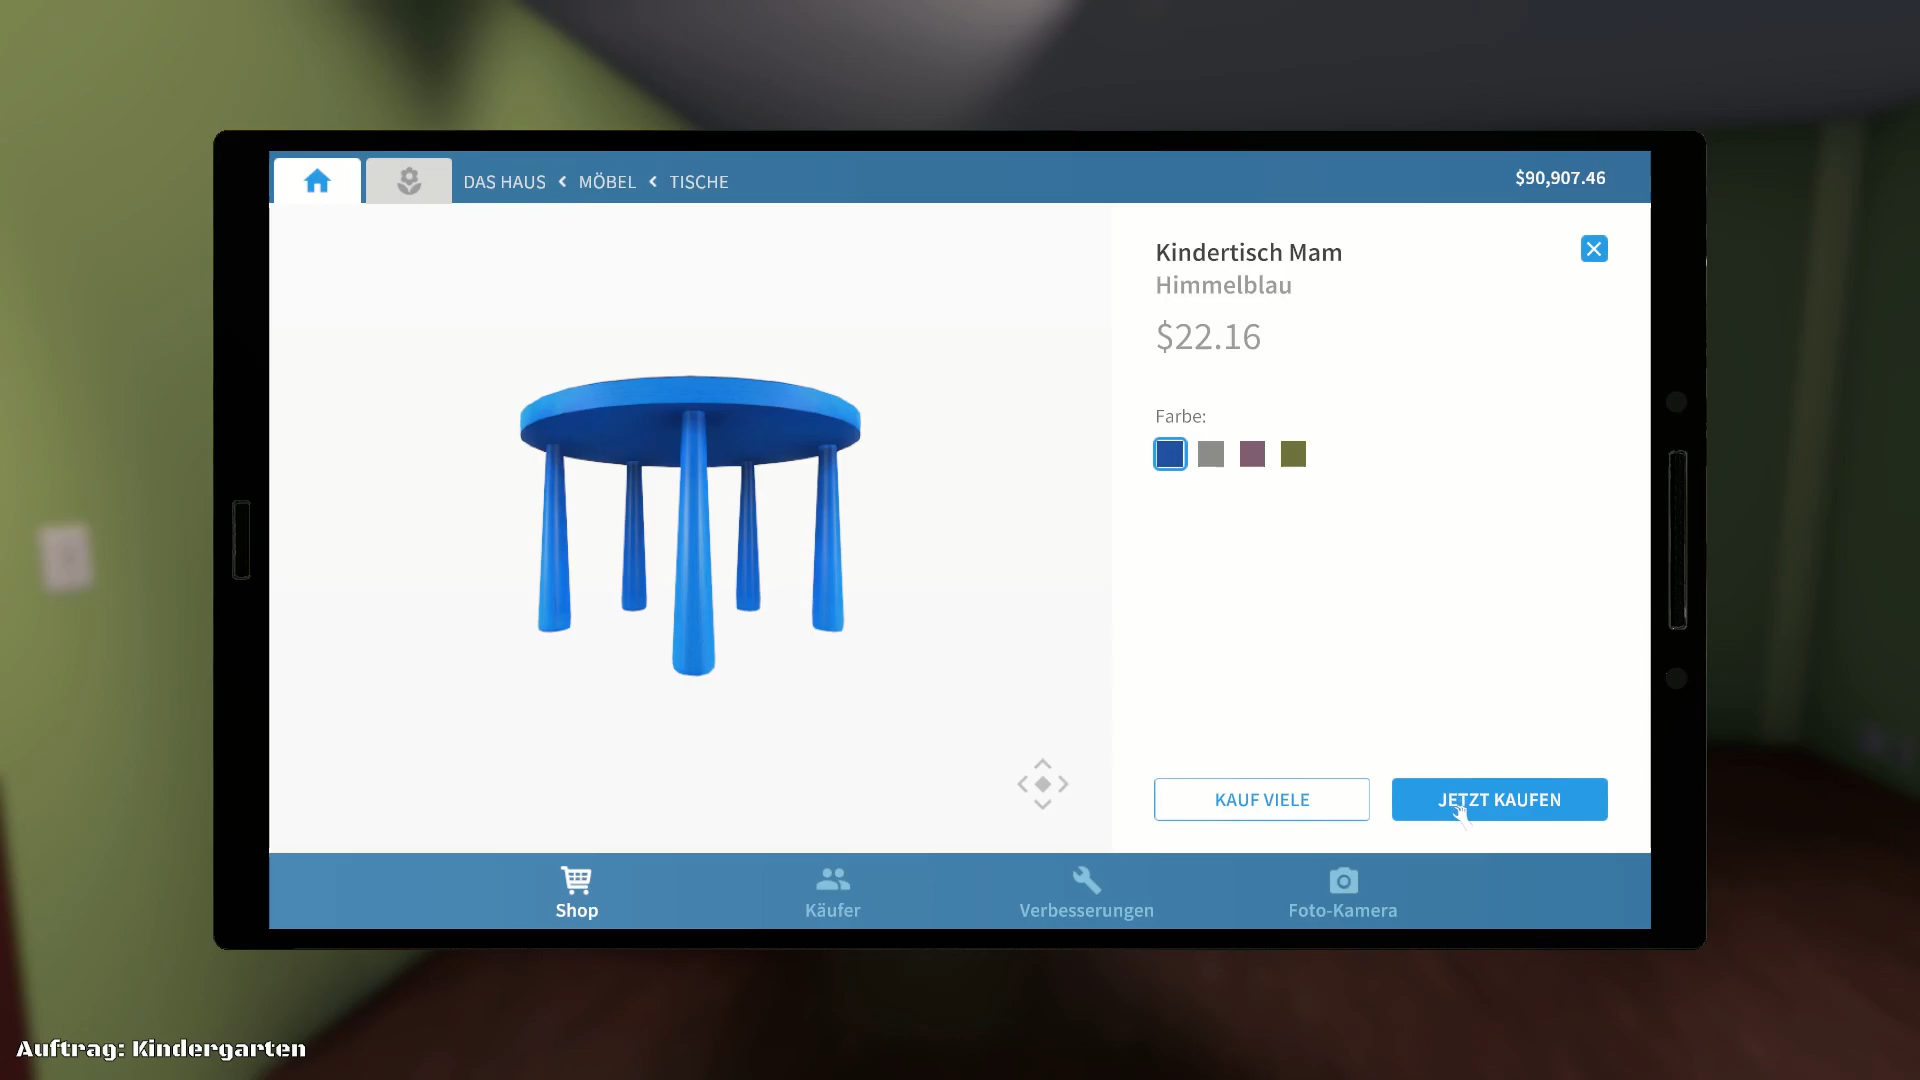 DAS HAUS < MÖBEL < TISCHE
$90,907.46
Kindertisch Mam
Himmelblau
$22.16
Farbe:
KAUF VIELE
JETZT KAUFEN
Shop
Käufer
Verbesserungen
Foto-Kamera
Auftrag: Kindergarten